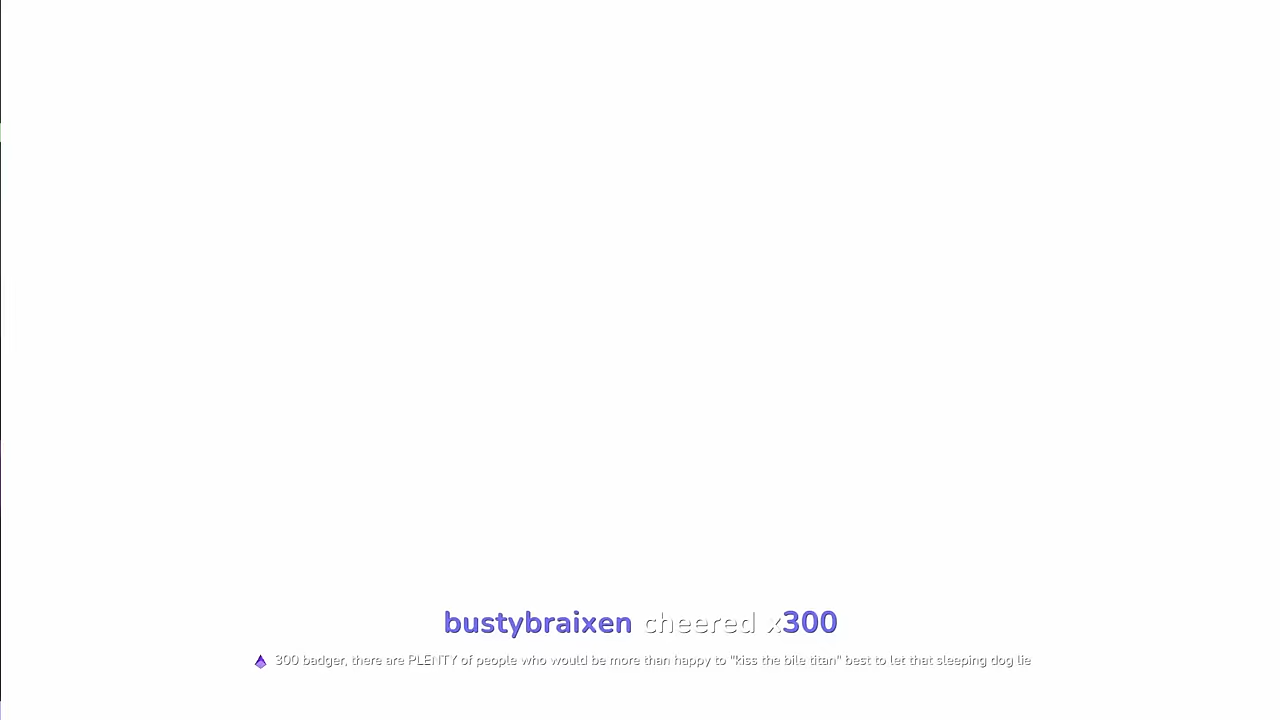 bustybraixen cheered x300
300 badger, there are PLENTY of people who would be more than happy to "kiss the bile titan" best to let that sleeping dog lie